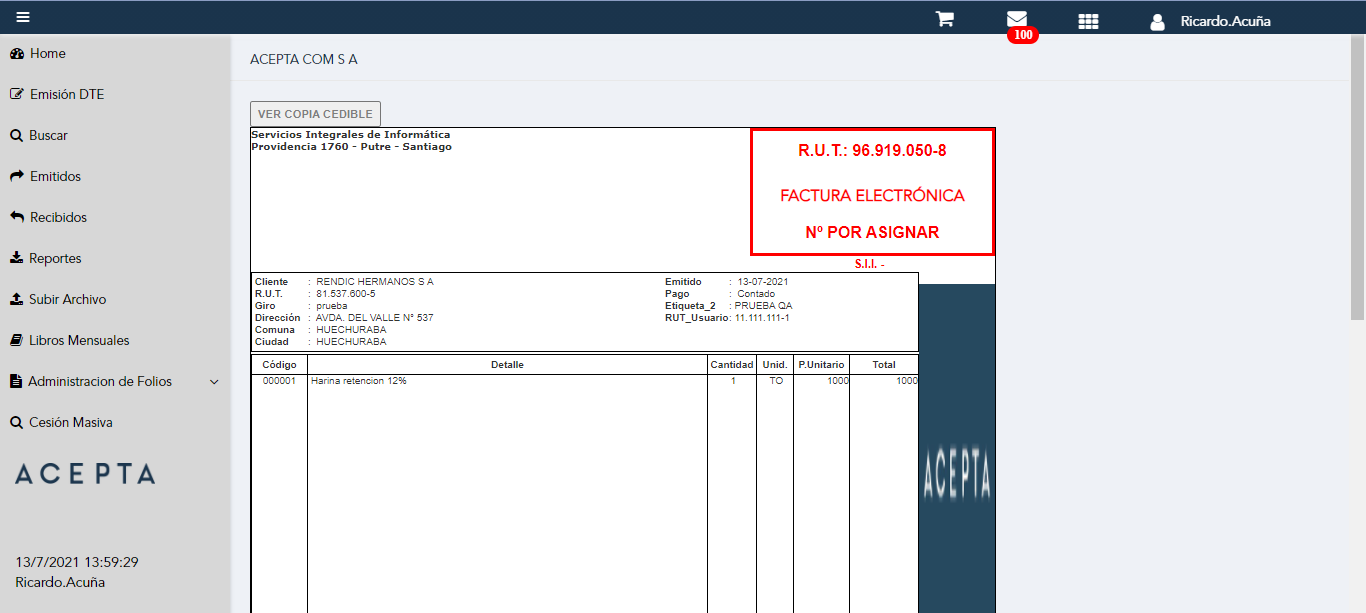 Ricardo.Acuña
100
Home
Emisión DTE
Buscar
Emitidos
Recibidos
Reportes
Subir Archivo
Libros Mensuales
Administracion de Folios
Cesión Masiva
ACEPTA
13/7/2021 13:59:29
Ricardo.Acuña
ACEPTA COM S A
VER COPIA CEDIBLE
Servicios Integrales de Informática
Providencia 1760 - Putre - Santiago
R.U.T.: 96.919.050-8
FACTURA ELECTRÓNICA
Nº POR ASIGNAR
S.I.I. -
Cliente : RENDIC HERMANOS S A
R.U.T. : 81.537.600-5
Giro : prueba
Dirección : AVDA. DEL VALLE N° 537
Comuna : HUECHURABA
Ciudad : HUECHURABA
Emitido : 13-07-2021
Pago : Contado
Etiqueta_2 : PRUEBA QA
RUT_Usuario: 11.111.111-1
Código Detalle Cantidad Unid. P.Unitario Total
000001 Harina retencion 12% 1 TO 1000 1000
ACEPTA